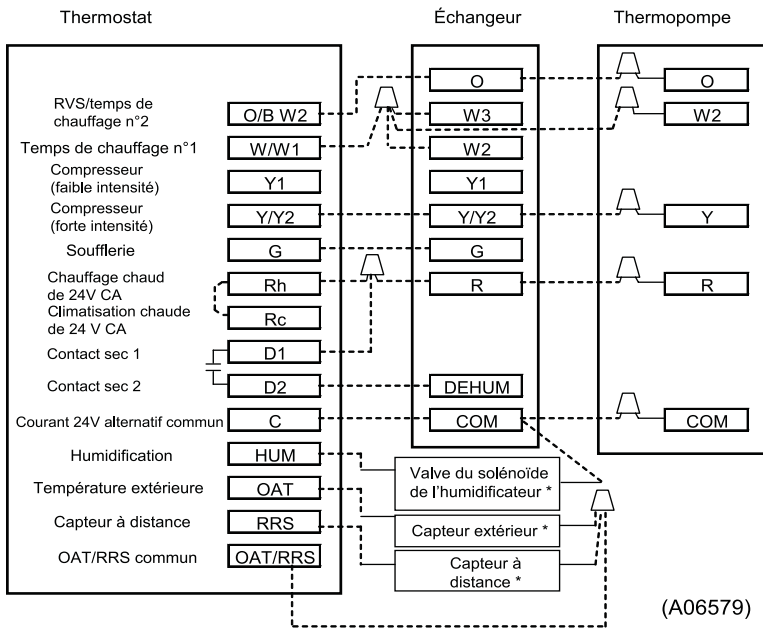 Thermostat
Échangeur
Thermopompe
RVS/temps de
chauffage n°2
O/B W2
O
O
W3
W2
Temps de chauffage n°1
W/W1
W2
Compresseur
(faible intensité)
Y1
Y1
Compresseur
(forte intensité)
Y/Y2
Y/Y2
Y
Soufflerie
G
G
Chauffage chaud
de 24V CA
Rh
R
R
Climatisation chaude
de 24 V CA
Rc
Contact sec 1
D1
Contact sec 2
D2
DEHUM
Courant 24V alternatif commun
C
COM
COM
Humidification
HUM
Valve du solénoïde
de l'humidificateur *
Température extérieure
OAT
Capteur extérieur *
Capteur à distance
RRS
Capteur à
distance *
OAT/RRS commun
OAT/RRS
(A06579)